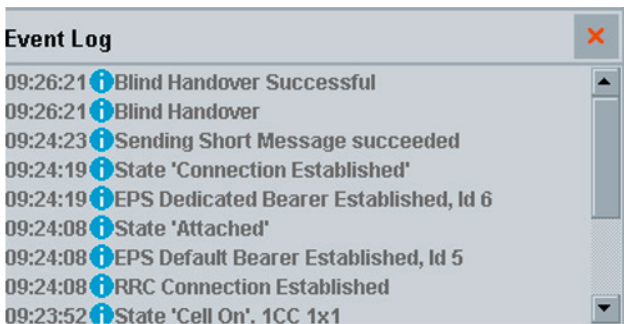 Event Log
09:26:21 Blind Handover Successful
09:26:21 Blind Handover
09:24:23 Sending Short Message succeeded
09:24:19 State 'Connection Established'
09:24:19 EPS Dedicated Bearer Established, Id 6
09:24:08 State 'Attached'
09:24:08 EPS Default Bearer Established, Id 5
09:24:08 RRC Connection Established
09:23:52 State 'Cell On', 1CC 1x1